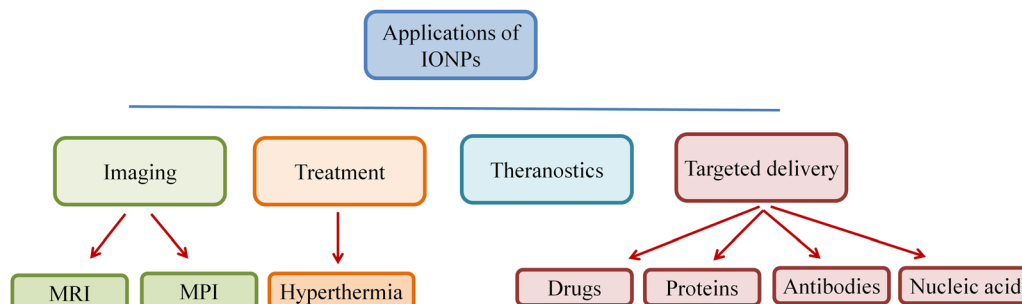 Applications of
IONPs
Imaging
Treatment
Theranostics
Targeted delivery
MRI
MPI
Hyperthermia
Drugs
Proteins
Antibodies
Nucleic acid